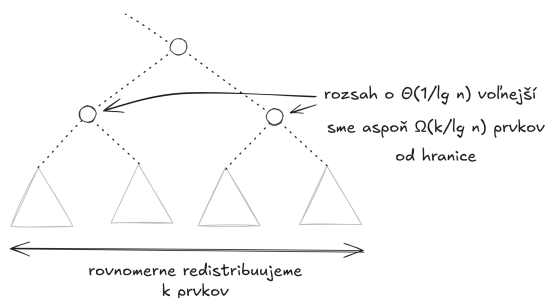 rozsah o Θ(1/lg n) voľnejší
sme aspoň Ω(k/lg n) prvkov
od hranice
rovnomerne redistribuujeme
k prvkov